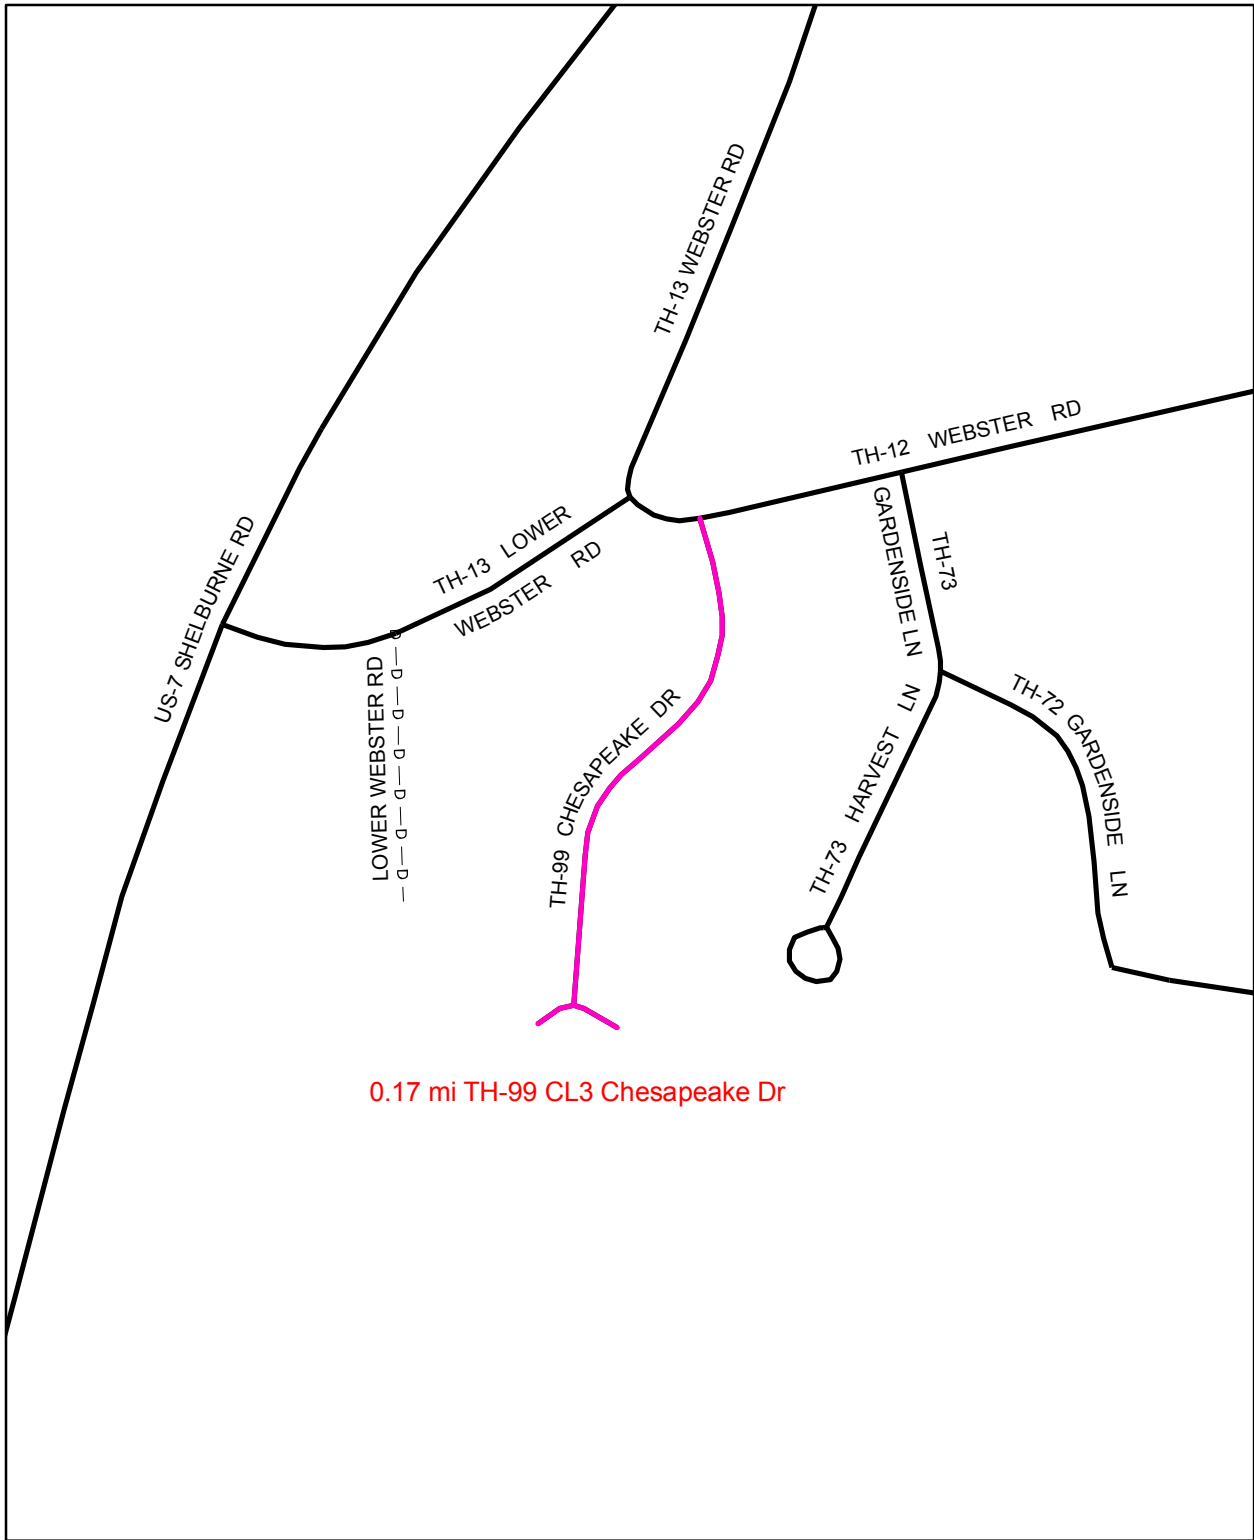 TH-13 WEBSTER RD
TH-12 WEBSTER RD
US-7 SHELBURNE RD
TH-13 LOWER
WEBSTER RD
GARDENSIDE LN
TH-73
LOWER WEBSTER RD
D — D — D — D — D — D — D —
TH-99 CHESAPEAKE DR
TH-73 HARVEST LN
TH-72 GARDENSIDE LN
0.17 mi TH-99 CL3 Chesapeake Dr